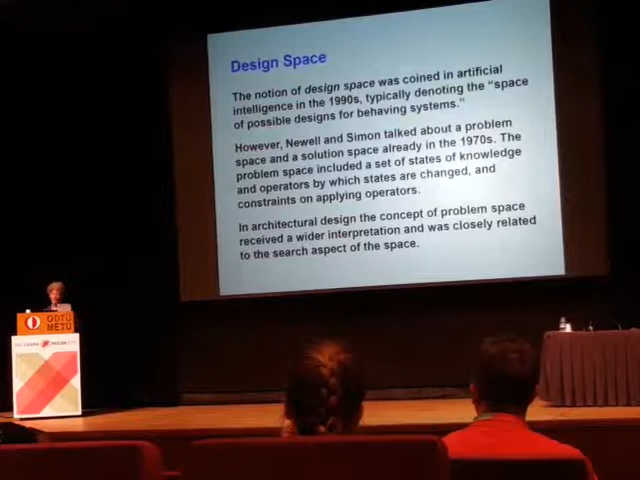 Design Space
The notion of design space was coined in artificial
intelligence in the 1990s, typically denoting the "space
of possible designs for behaving systems."
However, Newell and Simon talked about a problem
space and a solution space already in the 1970s. The
problem space included a set of states of knowledge
and operators by which states are changed, and
constraints on applying operators.
In architectural design the concept of problem space
received a wider interpretation and was closely related
to the search aspect of the space.
ODTÜ
METU